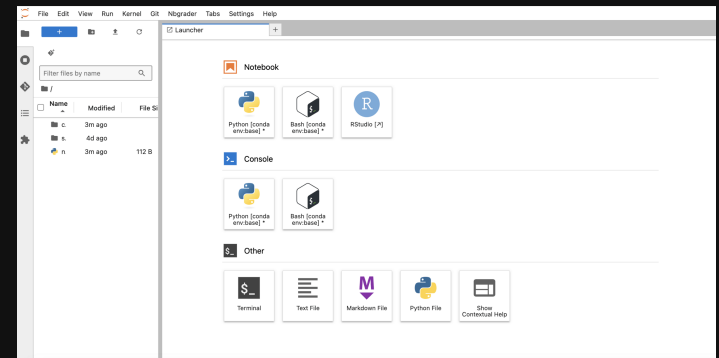 File Edit View Run Kernel Git Nbgrader Tabs Settings Help
+
Launcher
+
Filter files by name
/
Name Modified File Si
c. 3m ago
s. 4d ago
n. 3m ago 112 B
Notebook
Python [conda
env:base] *
Bash [conda
env:base] *
R
RStudio [↗]
>_ Console
Python [conda
env:base] *
Bash [conda
env:base] *
$_ Other
$_
Terminal
Text File
M
Markdown File
Python File
Show
Contextual Help